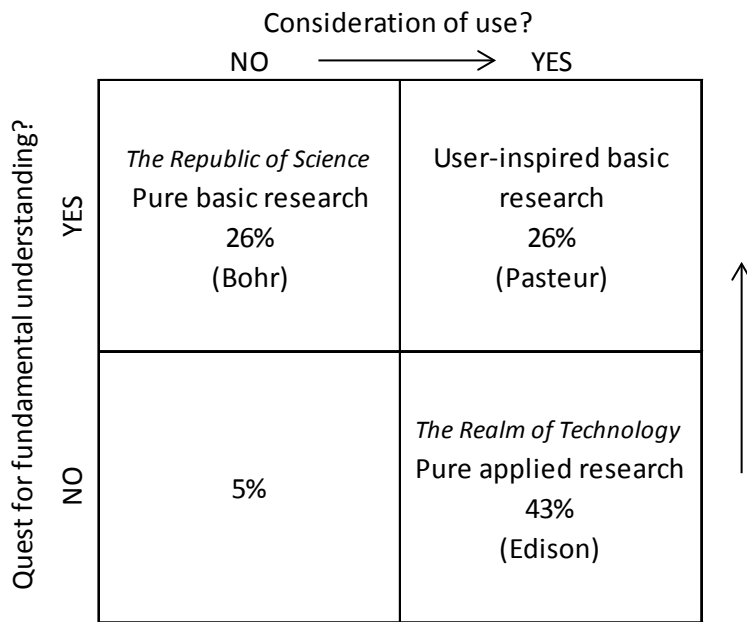 Consideration of use?
NO
YES
Quest for fundamental understanding?
YES
NO
The Republic of Science
Pure basic research
26%
(Bohr)
User-inspired basic
research
26%
(Pasteur)
5%
The Realm of Technology
Pure applied research
43%
(Edison)